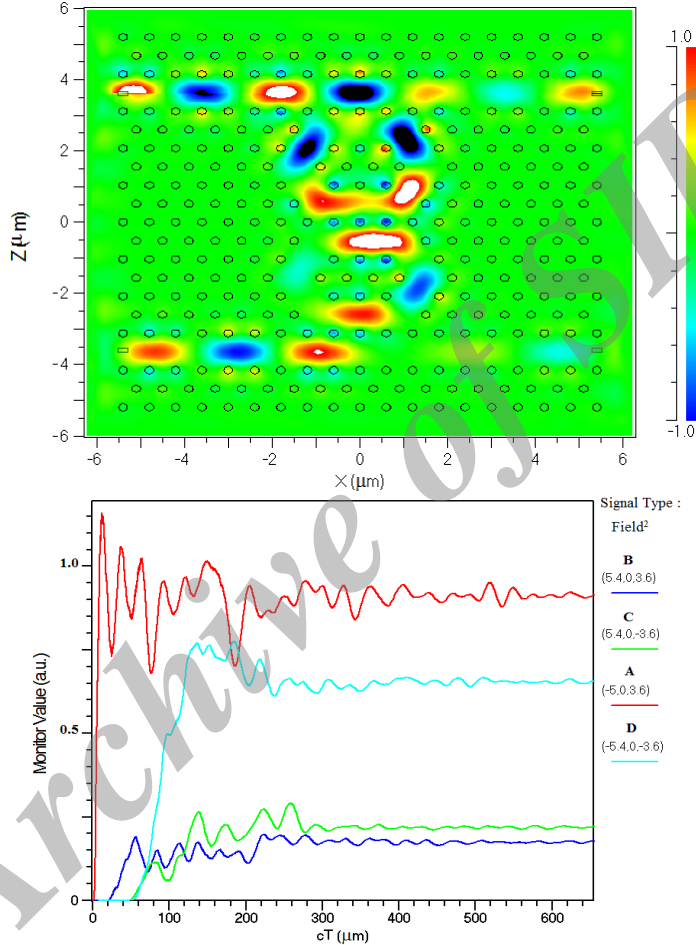 6
4
2
0
-2
-4
-6
Z (μm)
-6
-4
-2
0
2
4
6
X (μm)
1.0
-1.0
Archive of SID
1.0
0.5
0
Monitor Value (a.u.)
0
100
200
300
400
500
600
cT (μm)
Signal Type :
Field²
B
(5.4,0,3.6)
C
(5.4,0,-3.6)
A
(-5,0,3.6)
D
(-5.4,0,-3.6)